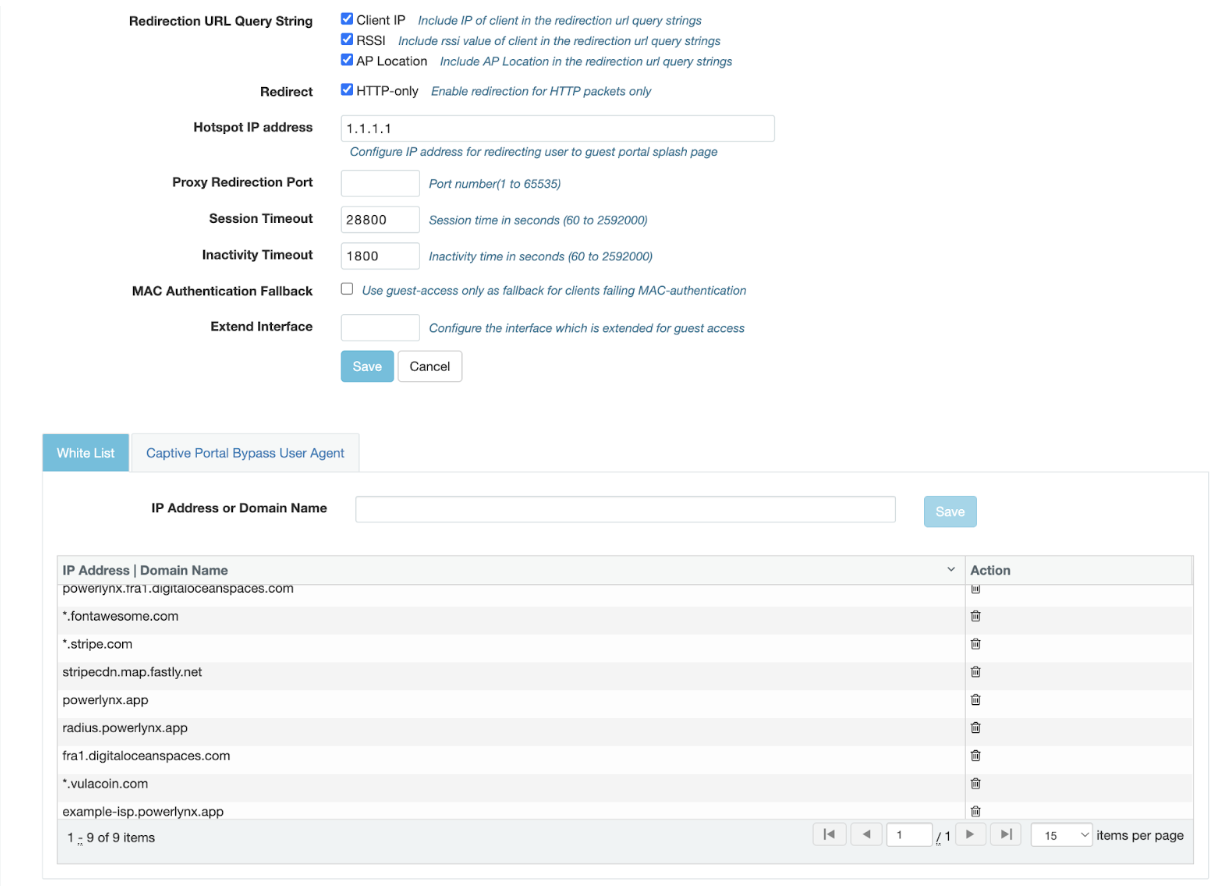 Redirection URL Query String Client IP Include IP of client in the redirection url query strings
RSSI Include rssi value of client in the redirection url query strings
AP Location Include AP Location in the redirection url query strings
Redirect HTTP-only Enable redirection for HTTP packets only
Hotspot IP address 1.1.1.1
Configure IP address for redirecting user to guest portal splash page
Proxy Redirection Port Port number(1 to 65535)
Session Timeout 28800 Session time in seconds (60 to 2592000)
Inactivity Timeout 1800 Inactivity time in seconds (60 to 2592000)
MAC Authentication Fallback Use guest-access only as fallback for clients failing MAC-authentication
Extend Interface Configure the interface which is extended for guest access
Save Cancel
White List Captive Portal Bypass User Agent
IP Address or Domain Name Save
IP Address | Domain Name Action
powerlynx.fra1.digitaloceanspaces.com
*.fontawesome.com
*.stripe.com
stripecdn.map.fastly.net
powerlynx.app
radius.powerlynx.app
fra1.digitaloceanspaces.com
*.vulacoin.com
example-isp.powerlynx.app
1 - 9 of 9 items 1 / 1 15 items per page